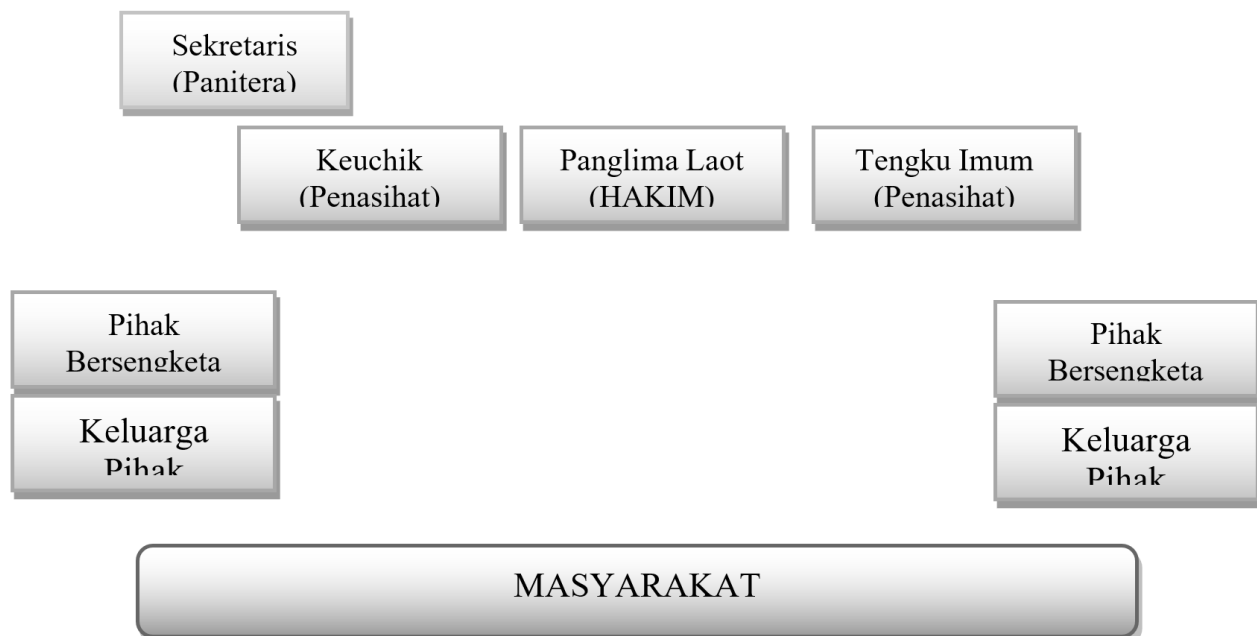 Sekretaris
(Panitera)
Keuchik
(Penasihat)
Panglima Laot
(HAKIM)
Tengku Imum
(Penasihat)
Pihak
Bersengketa
Pihak
Bersengketa
Keluarga
Pihak
Keluarga
Pihak
MASYARAKAT